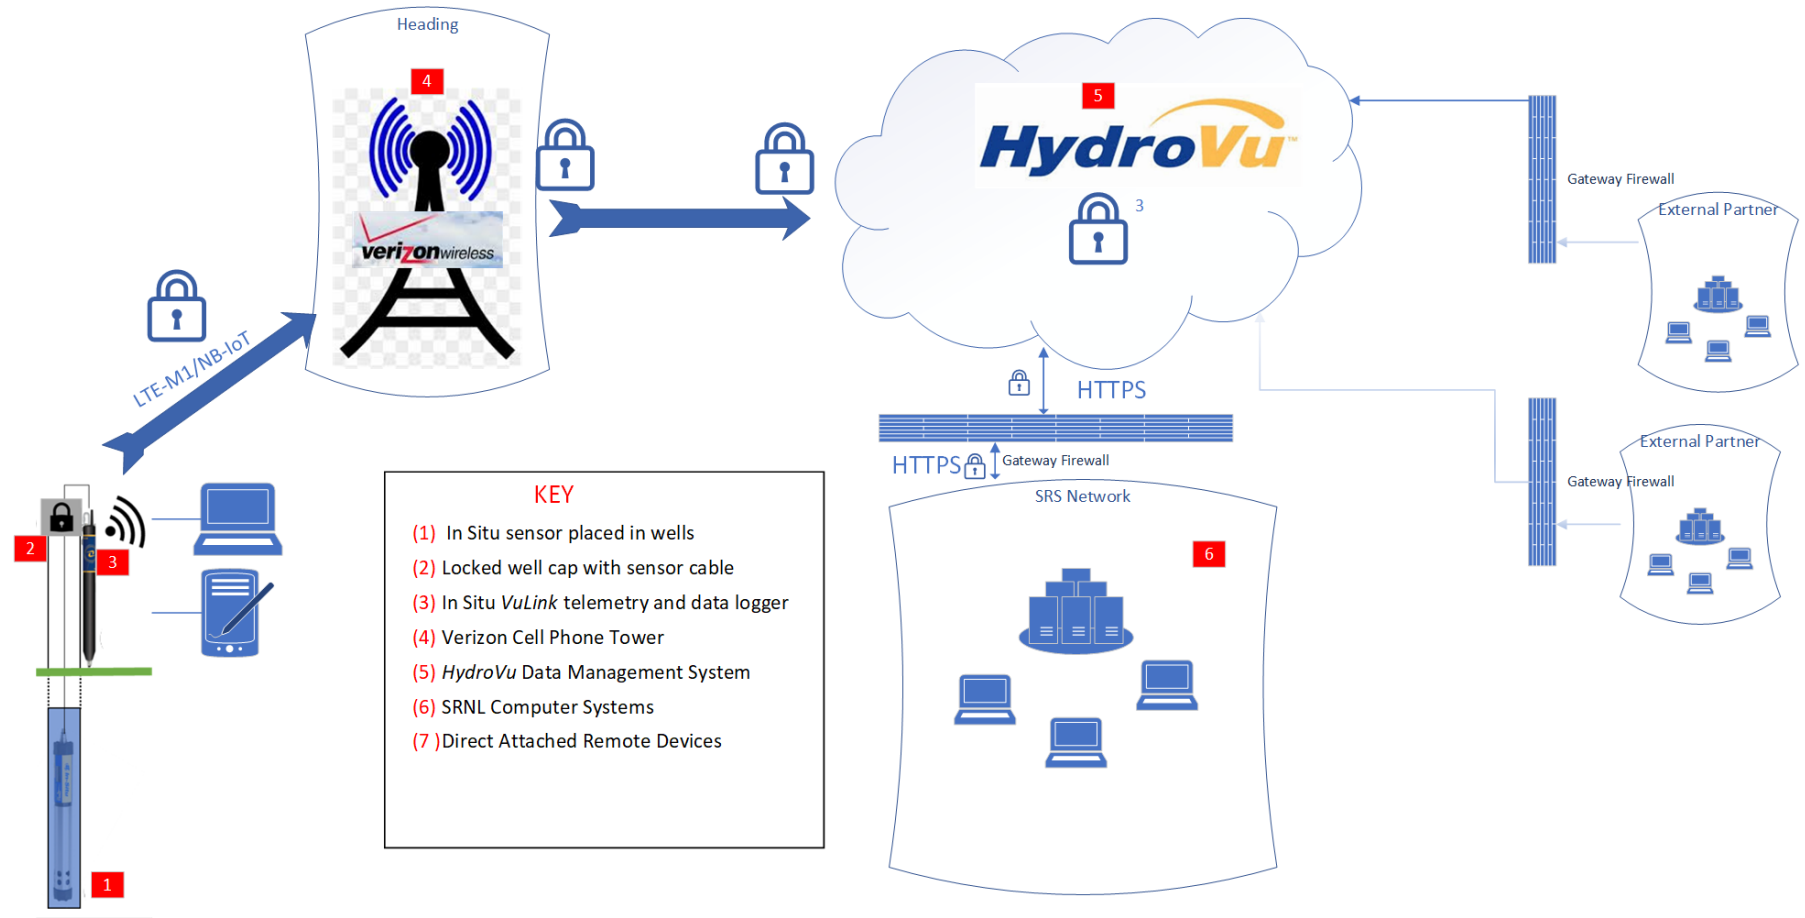 Heading
4
verizon wireless
LTE-M1/NB-IoT
5
HydroVu™
3
Gateway Firewall
External Partner
HTTPS
HTTPS
Gateway Firewall
External Partner
Gateway Firewall
SRS Network
6
2
3
1
KEY
(1) In Situ sensor placed in wells
(2) Locked well cap with sensor cable
(3) In Situ VuLink telemetry and data logger
(4) Verizon Cell Phone Tower
(5) HydroVu Data Management System
(6) SRNL Computer Systems
(7 )Direct Attached Remote Devices